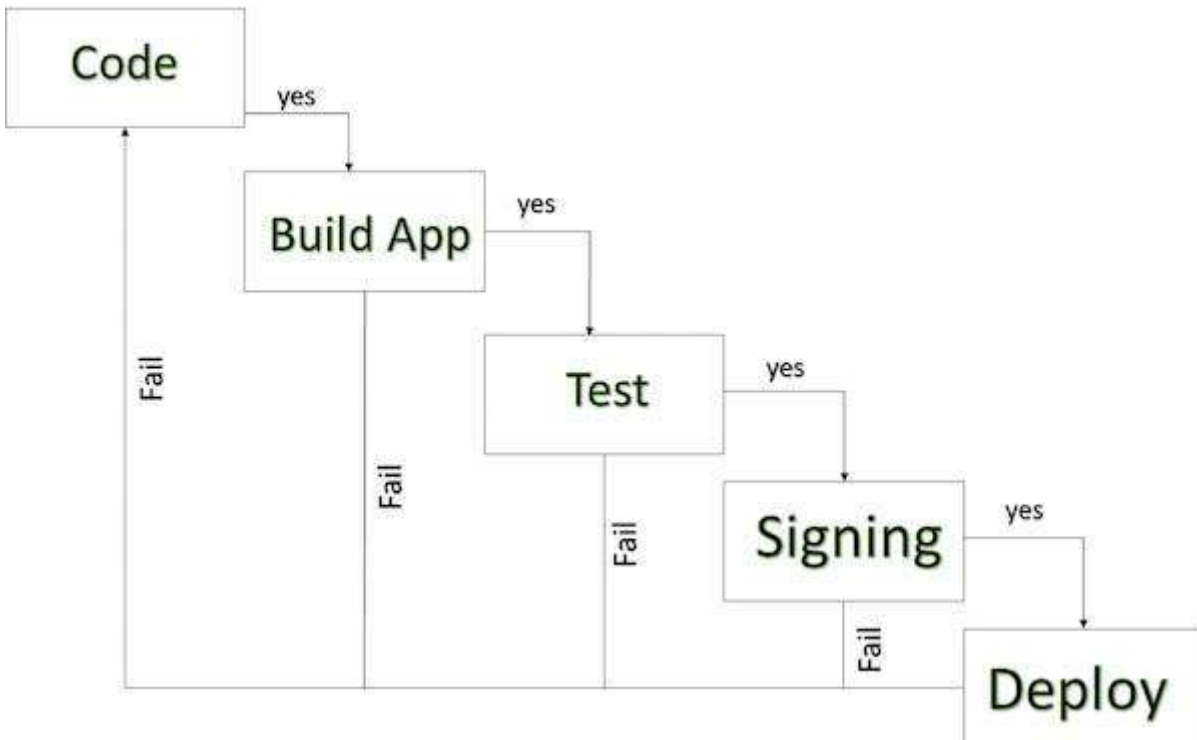 Code
yes
Build App
yes
Test
yes
Signing
yes
Deploy
Fail
Fail
Fail
Fail